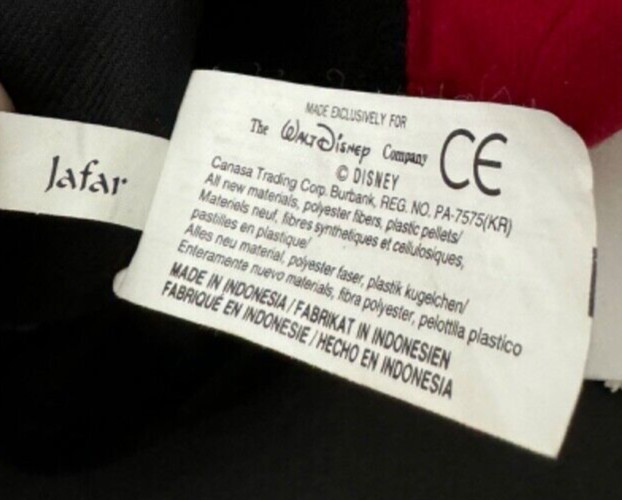 Jafar
MADE EXCLUSIVELY FOR
The WALT DISNEY Company
CE
© DISNEY
Canasa Trading Corp. Burbank, REG. NO. PA-7575(KR)
All new materials, polyester fibers, plastic pellets/
Materiels neuf, fibres synthetiques et cellulosiques,
pastilles en plastique/
Alles neu material, polyester faser, plastik kugelchen/
Enteramente nuevo materials, fibra polyester, pelotilla plastico
MADE IN INDONESIA / FABRIKAT IN INDONESIEN
FABRIQUÉ EN INDONESIE / HECHO EN INDONESIA